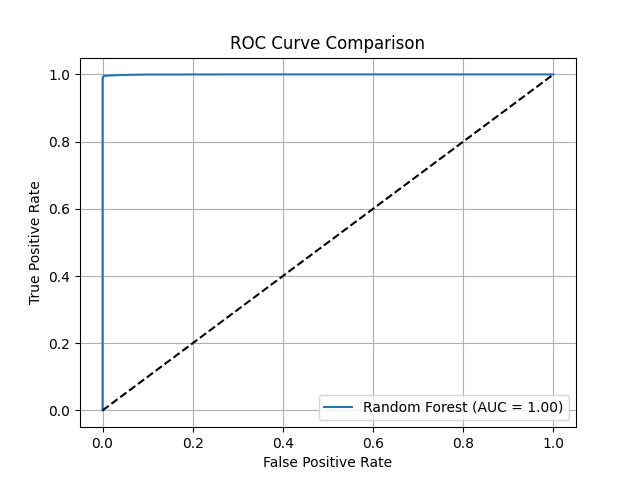 ROC Curve Comparison
True Positive Rate
1.0
0.8
0.6
0.4
0.2
0.0
Random Forest (AUC = 1.00)
0.0 0.2 0.4 0.6 0.8 1.0
False Positive Rate